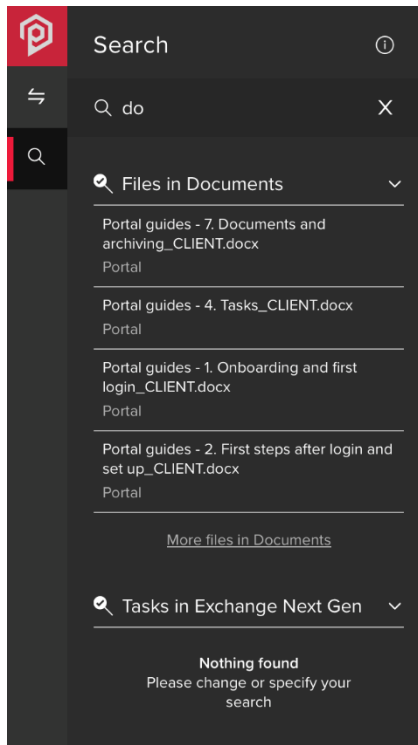 Search
do
Files in Documents
Portal guides - 7. Documents and
archiving_CLIENT.docx
Portal
Portal guides - 4. Tasks_CLIENT.docx
Portal
Portal guides - 1. Onboarding and first
login_CLIENT.docx
Portal
Portal guides - 2. First steps after login and
set up_CLIENT.docx
Portal
More files in Documents
Tasks in Exchange Next Gen
Nothing found
Please change or specify your
search